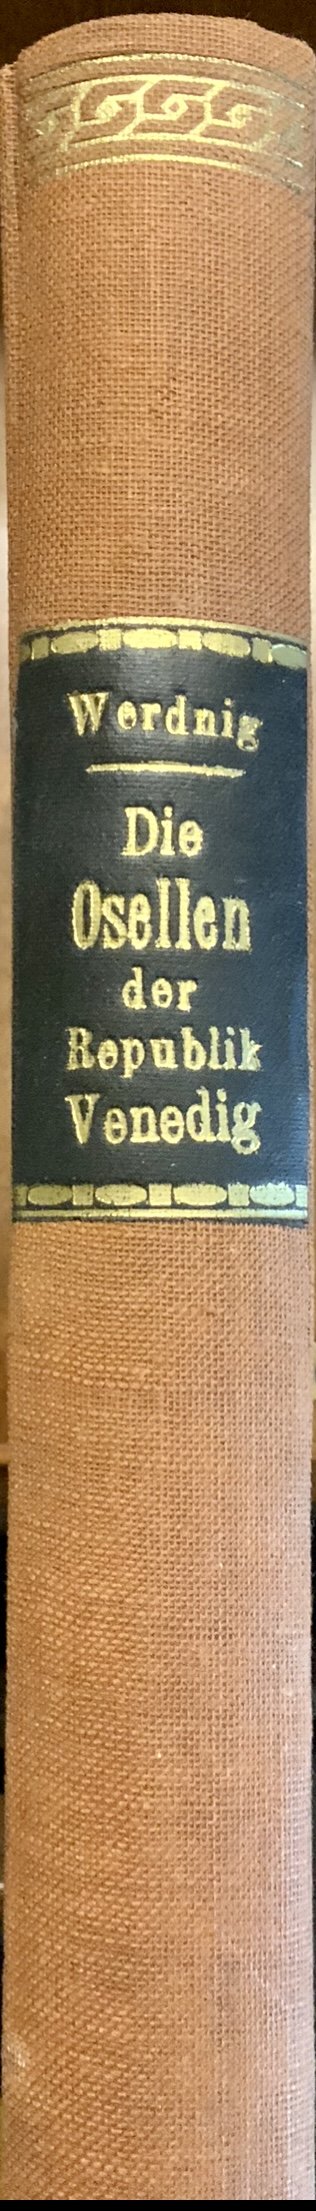 Werdnig
Die
Osellen
der
Republik
Venedig